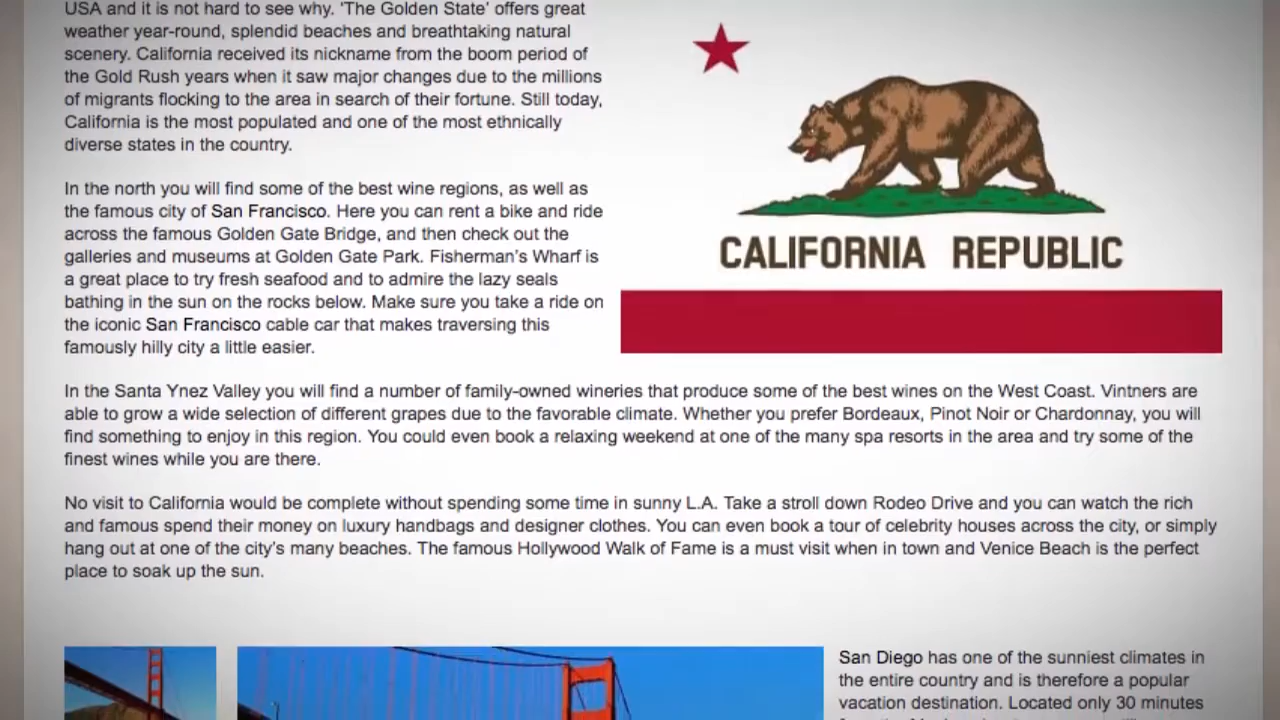 USA and it is not hard to see why. ‘The Golden State’ offers great
weather year-round, splendid beaches and breathtaking natural
scenery. California received its nickname from the boom period of
the Gold Rush years when it saw major changes due to the millions
of migrants flocking to the area in search of their fortune. Still today,
California is the most populated and one of the most ethnically
diverse states in the country.
In the north you will find some of the best wine regions, as well as
the famous city of San Francisco. Here you can rent a bike and ride
across the famous Golden Gate Bridge, and then check out the
galleries and museums at Golden Gate Park. Fisherman’s Wharf is
a great place to try fresh seafood and to admire the lazy seals
bathing in the sun on the rocks below. Make sure you take a ride on
the iconic San Francisco cable car that makes traversing this
famously hilly city a little easier.
CALIFORNIA REPUBLIC
In the Santa Ynez Valley you will find a number of family-owned wineries that produce some of the best wines on the West Coast. Vintners are
able to grow a wide selection of different grapes due to the favorable climate. Whether you prefer Bordeaux, Pinot Noir or Chardonnay, you will
find something to enjoy in this region. You could even book a relaxing weekend at one of the many spa resorts in the area and try some of the
finest wines while you are there.
No visit to California would be complete without spending some time in sunny L.A. Take a stroll down Rodeo Drive and you can watch the rich
and famous spend their money on luxury handbags and designer clothes. You can even book a tour of celebrity houses across the city, or simply
hang out at one of the city’s many beaches. The famous Hollywood Walk of Fame is a must visit when in town and Venice Beach is the perfect
place to soak up the sun.
San Diego has one of the sunniest climates in
the entire country and is therefore a popular
vacation destination. Located only 30 minutes